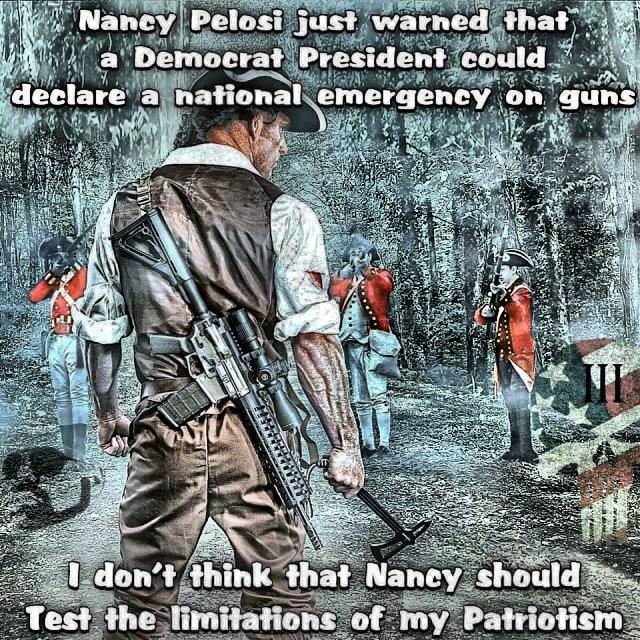 Nancy Pelosi just warned that
a Democrat President could
declare a national emergency on guns
III
I don't think that Nancy should
Test the limitations of my Patriotism